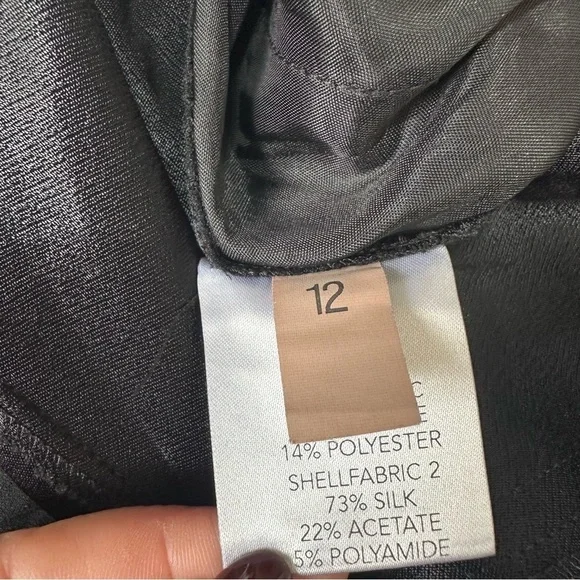 12
14% POLYESTER
SHELLFABRIC 2
73% SILK
22% ACETATE
5% POLYAMIDE